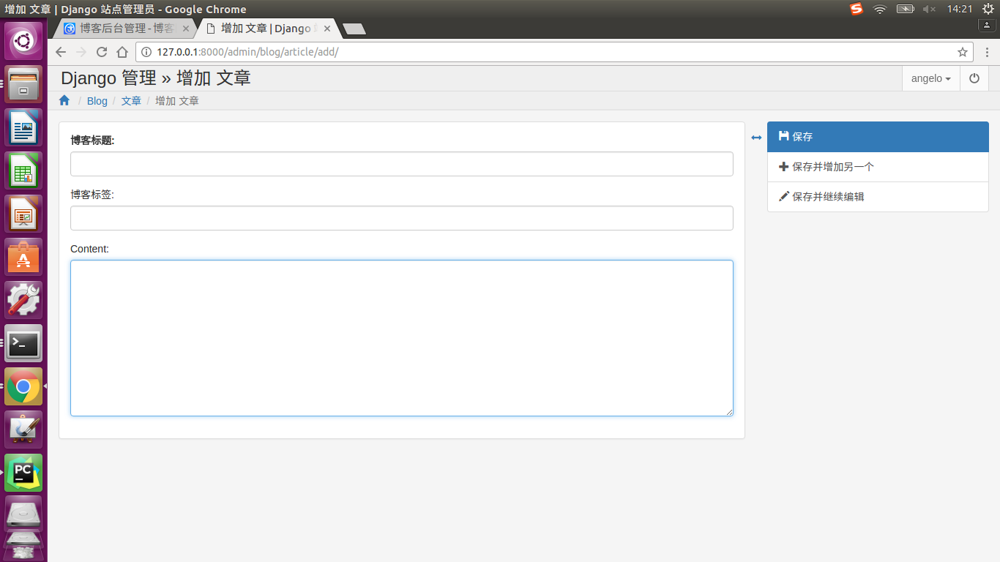 增加 文章 | Django 站点管理员 - Google Chrome
14:21
博客后台管理 - 博客
增加 文章 | Django
127.0.0.1:8000/admin/blog/article/add/
Django 管理 » 增加 文章
angelo
/ Blog / 文章 / 增加 文章
博客标题:
博客标签:
Content:
保存
保存并增加另一个
保存并继续编辑
>_
PC